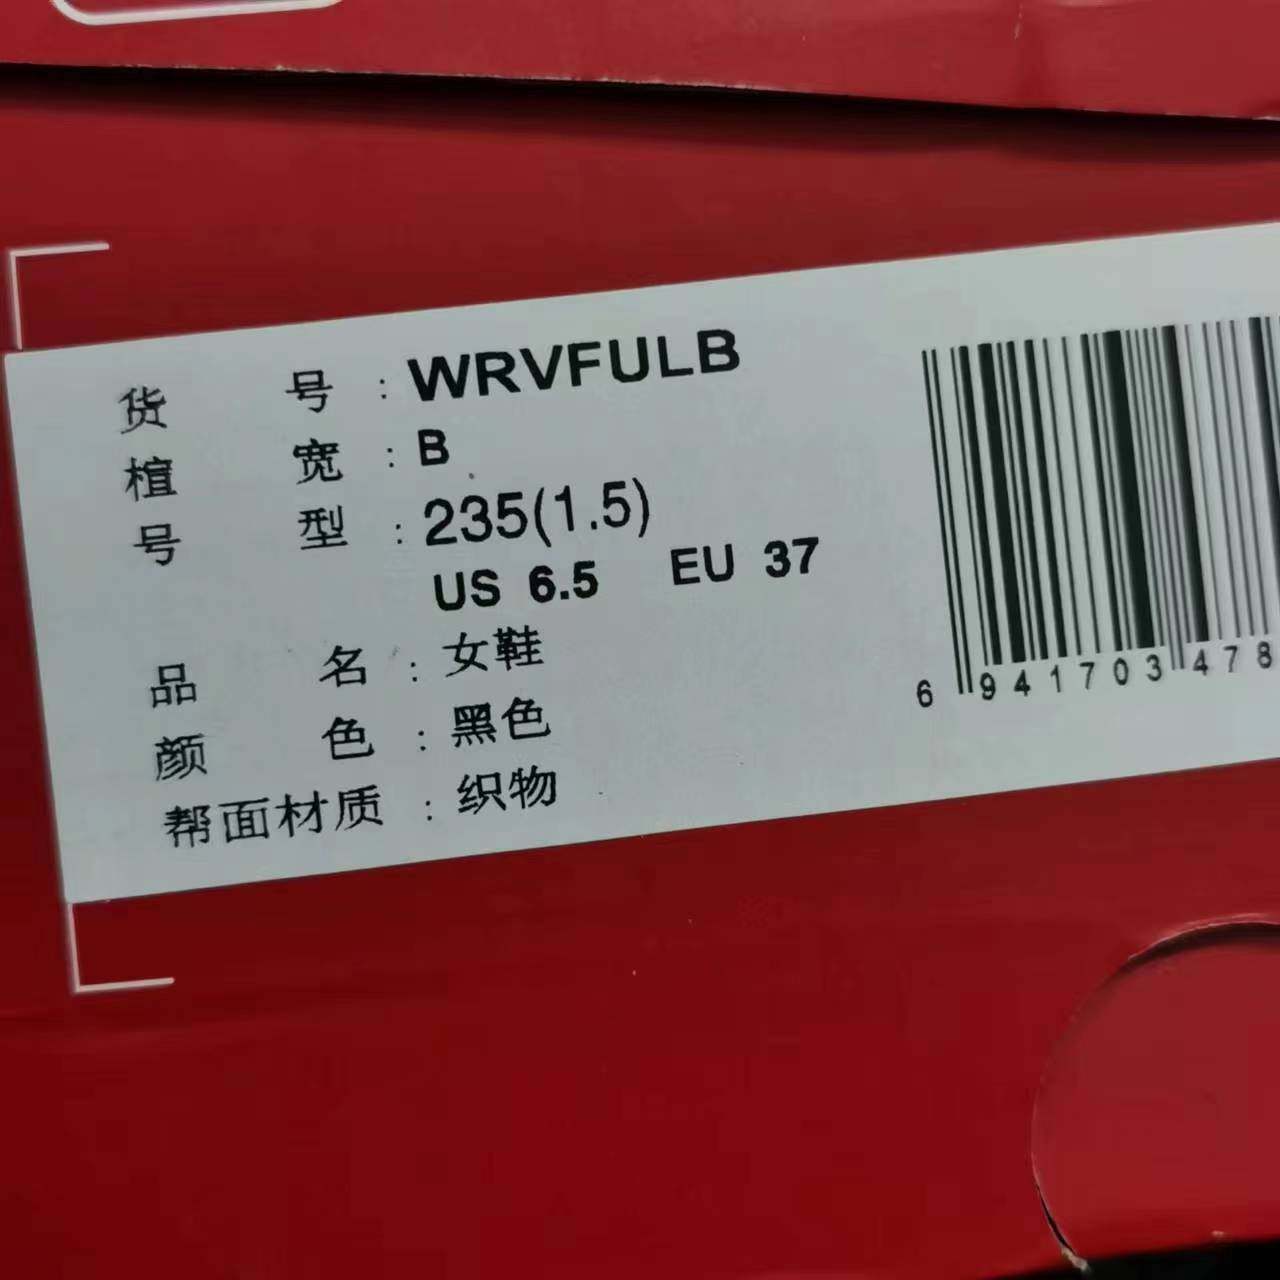 货 号 : WRVFULB
楦 宽 : B
号 型 : 235(1.5)
US 6.5 EU 37
品 名 : 女鞋
颜 色 : 黑色
帮面材质 : 织物
6 941703 478